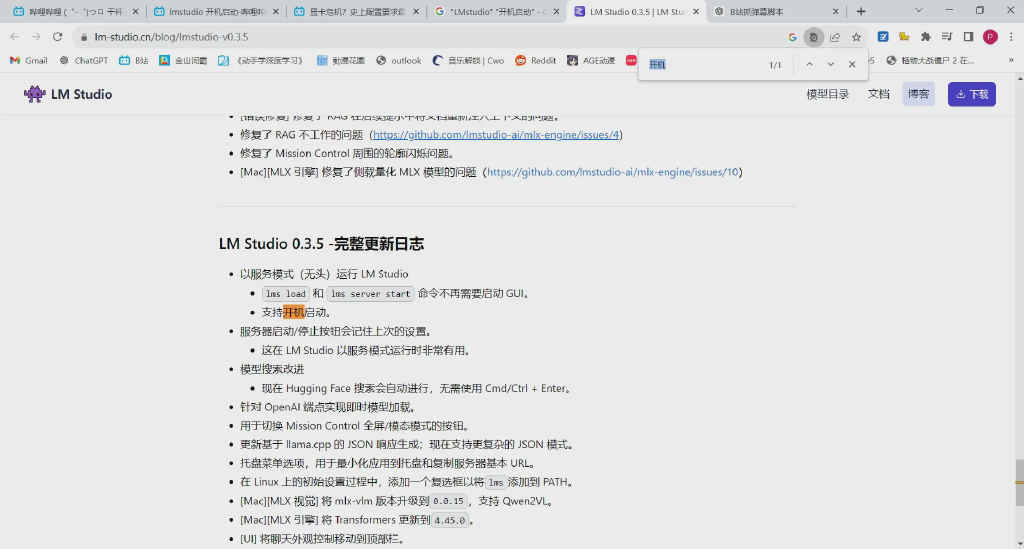 哔哩哔哩 (゜-゜)つロ 干杯
lmstudio 开机启动-哔哩哔
显卡危机？史上配置要求最
"LMstudio" "开机启动" - G
LM Studio 0.3.5 | LM Stu
B站抓弹幕脚本
lm-studio.cn/blog/lmstudio-v0.3.5
P
Gmail
ChatGPT
B站
金山词霸
《动手学深度学习》
動漫花園
outlook
音乐解锁 | Cwo
Reddit
AGE动漫
植物大战僵尸 2 在...
开机
1/1
LM Studio
模型目录
文档
博客
下载
修复了 RAG 不工作的问题（https://github.com/lmstudio-ai/mlx-engine/issues/4）
修复了 Mission Control 周围的轮廓闪烁问题。
[Mac][MLX 引擎] 修复了侧载量化 MLX 模型的问题（https://github.com/lmstudio-ai/mlx-engine/issues/10）
LM Studio 0.3.5 -完整更新日志
以服务模式（无头）运行 LM Studio
lms load 和 lms server start 命令不再需要启动 GUI。
支持开机启动。
服务器启动/停止按钮会记住上次的设置。
这在 LM Studio 以服务模式运行时非常有用。
模型搜索改进
现在 Hugging Face 搜索会自动进行，无需使用 Cmd/Ctrl + Enter。
针对 OpenAI 端点实现即时模型加载。
用于切换 Mission Control 全屏/模态模式的按钮。
更新基于 llama.cpp 的 JSON 响应生成；现在支持更复杂的 JSON 模式。
托盘菜单选项，用于最小化应用到托盘和复制服务器基本 URL。
在 Linux 上的初始设置过程中，添加一个复选框以将 lms 添加到 PATH。
[Mac][MLX 视觉] 将 mlx-vlm 版本升级到 0.0.15，支持 Qwen2VL。
[Mac][MLX 引擎] 将 Transformers 更新到 4.45.0。
[UI] 将聊天外观控制移动到顶部栏。